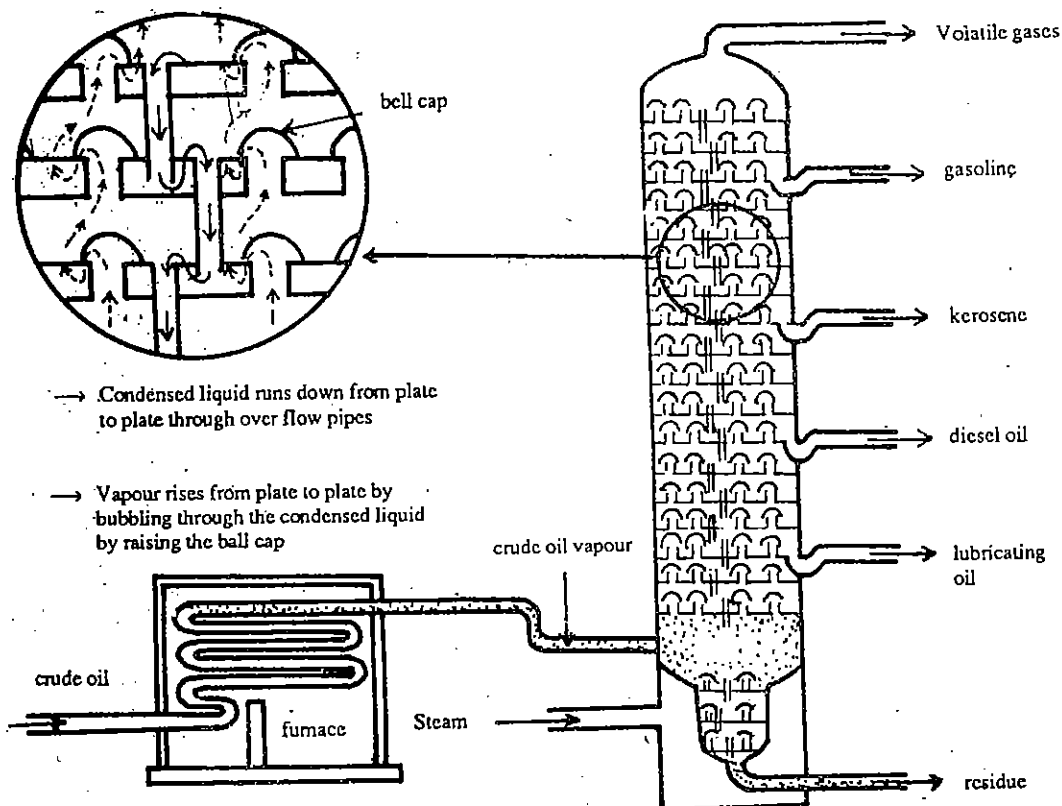 Volatile gases
bell cap
gasoline
kerosene
→ Condensed liquid runs down from plate
to plate through over flow pipes
diesel oil
→ Vapour rises from plate to plate by
bubbling through the condensed liquid
by raising the ball cap
crude oil vapour
lubricating
oil
crude oil
furnace
Steam
residue